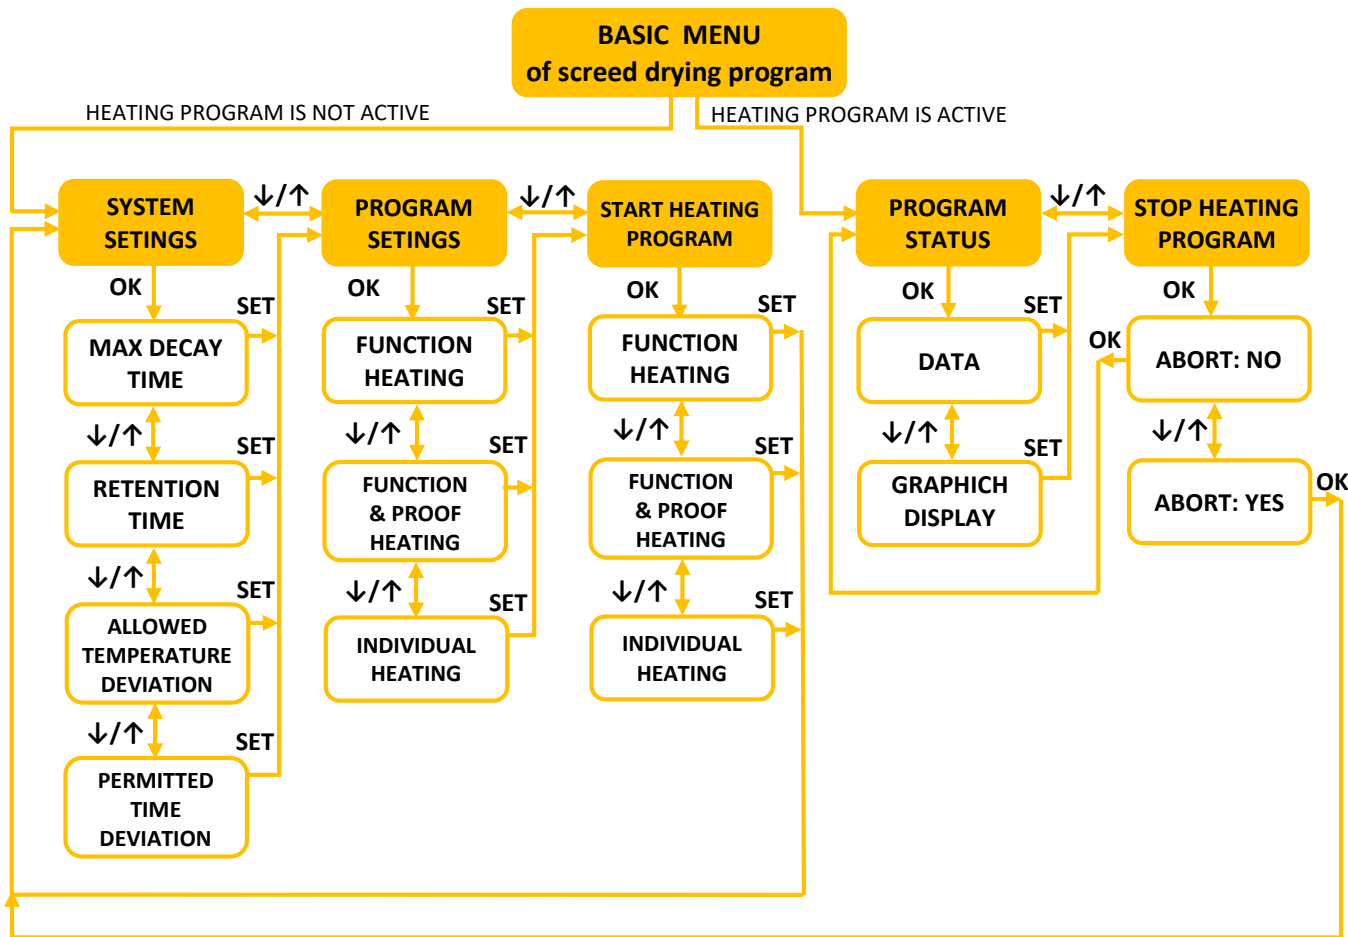 BASIC MENU
of screed drying program
HEATING PROGRAM IS NOT ACTIVE
HEATING PROGRAM IS ACTIVE
SYSTEM
SETINGS
↓/↑
PROGRAM
SETINGS
↓/↑
START HEATING
PROGRAM
PROGRAM
STATUS
↓/↑
STOP HEATING
PROGRAM
OK
SET
OK
SET
OK
SET
OK
SET
OK
MAX DECAY
TIME
FUNCTION
HEATING
FUNCTION
HEATING
DATA
OK
ABORT: NO
↓/↑
SET
↓/↑
SET
↓/↑
SET
↓/↑
SET
↓/↑
RETENTION
TIME
FUNCTION
& PROOF
HEATING
FUNCTION
& PROOF
HEATING
GRAPHICH
DISPLAY
ABORT: YES
OK
↓/↑
SET
↓/↑
SET
↓/↑
SET
ALLOWED
TEMPERATURE
DEVIATION
INDIVIDUAL
HEATING
INDIVIDUAL
HEATING
↓/↑
SET
PERMITTED
TIME
DEVIATION